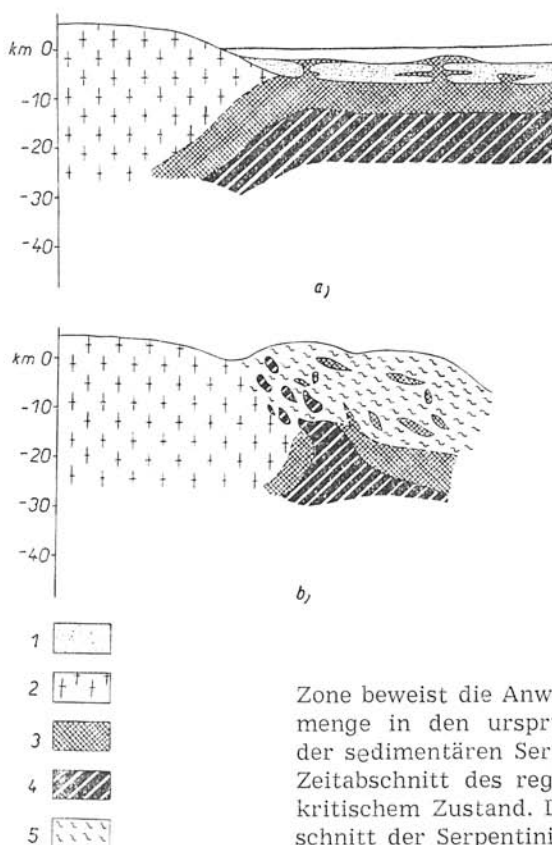 km 0
-10
-20
-30
-40
a)
km 0
-10
-20
-30
-40
b)
1
2
3
4
5
Zone beweist die Anw
menge in den urspr
der sedimentären Ser
Zeitabschnitt des reg
kritischem Zustand. D
schnitt der Serpentini